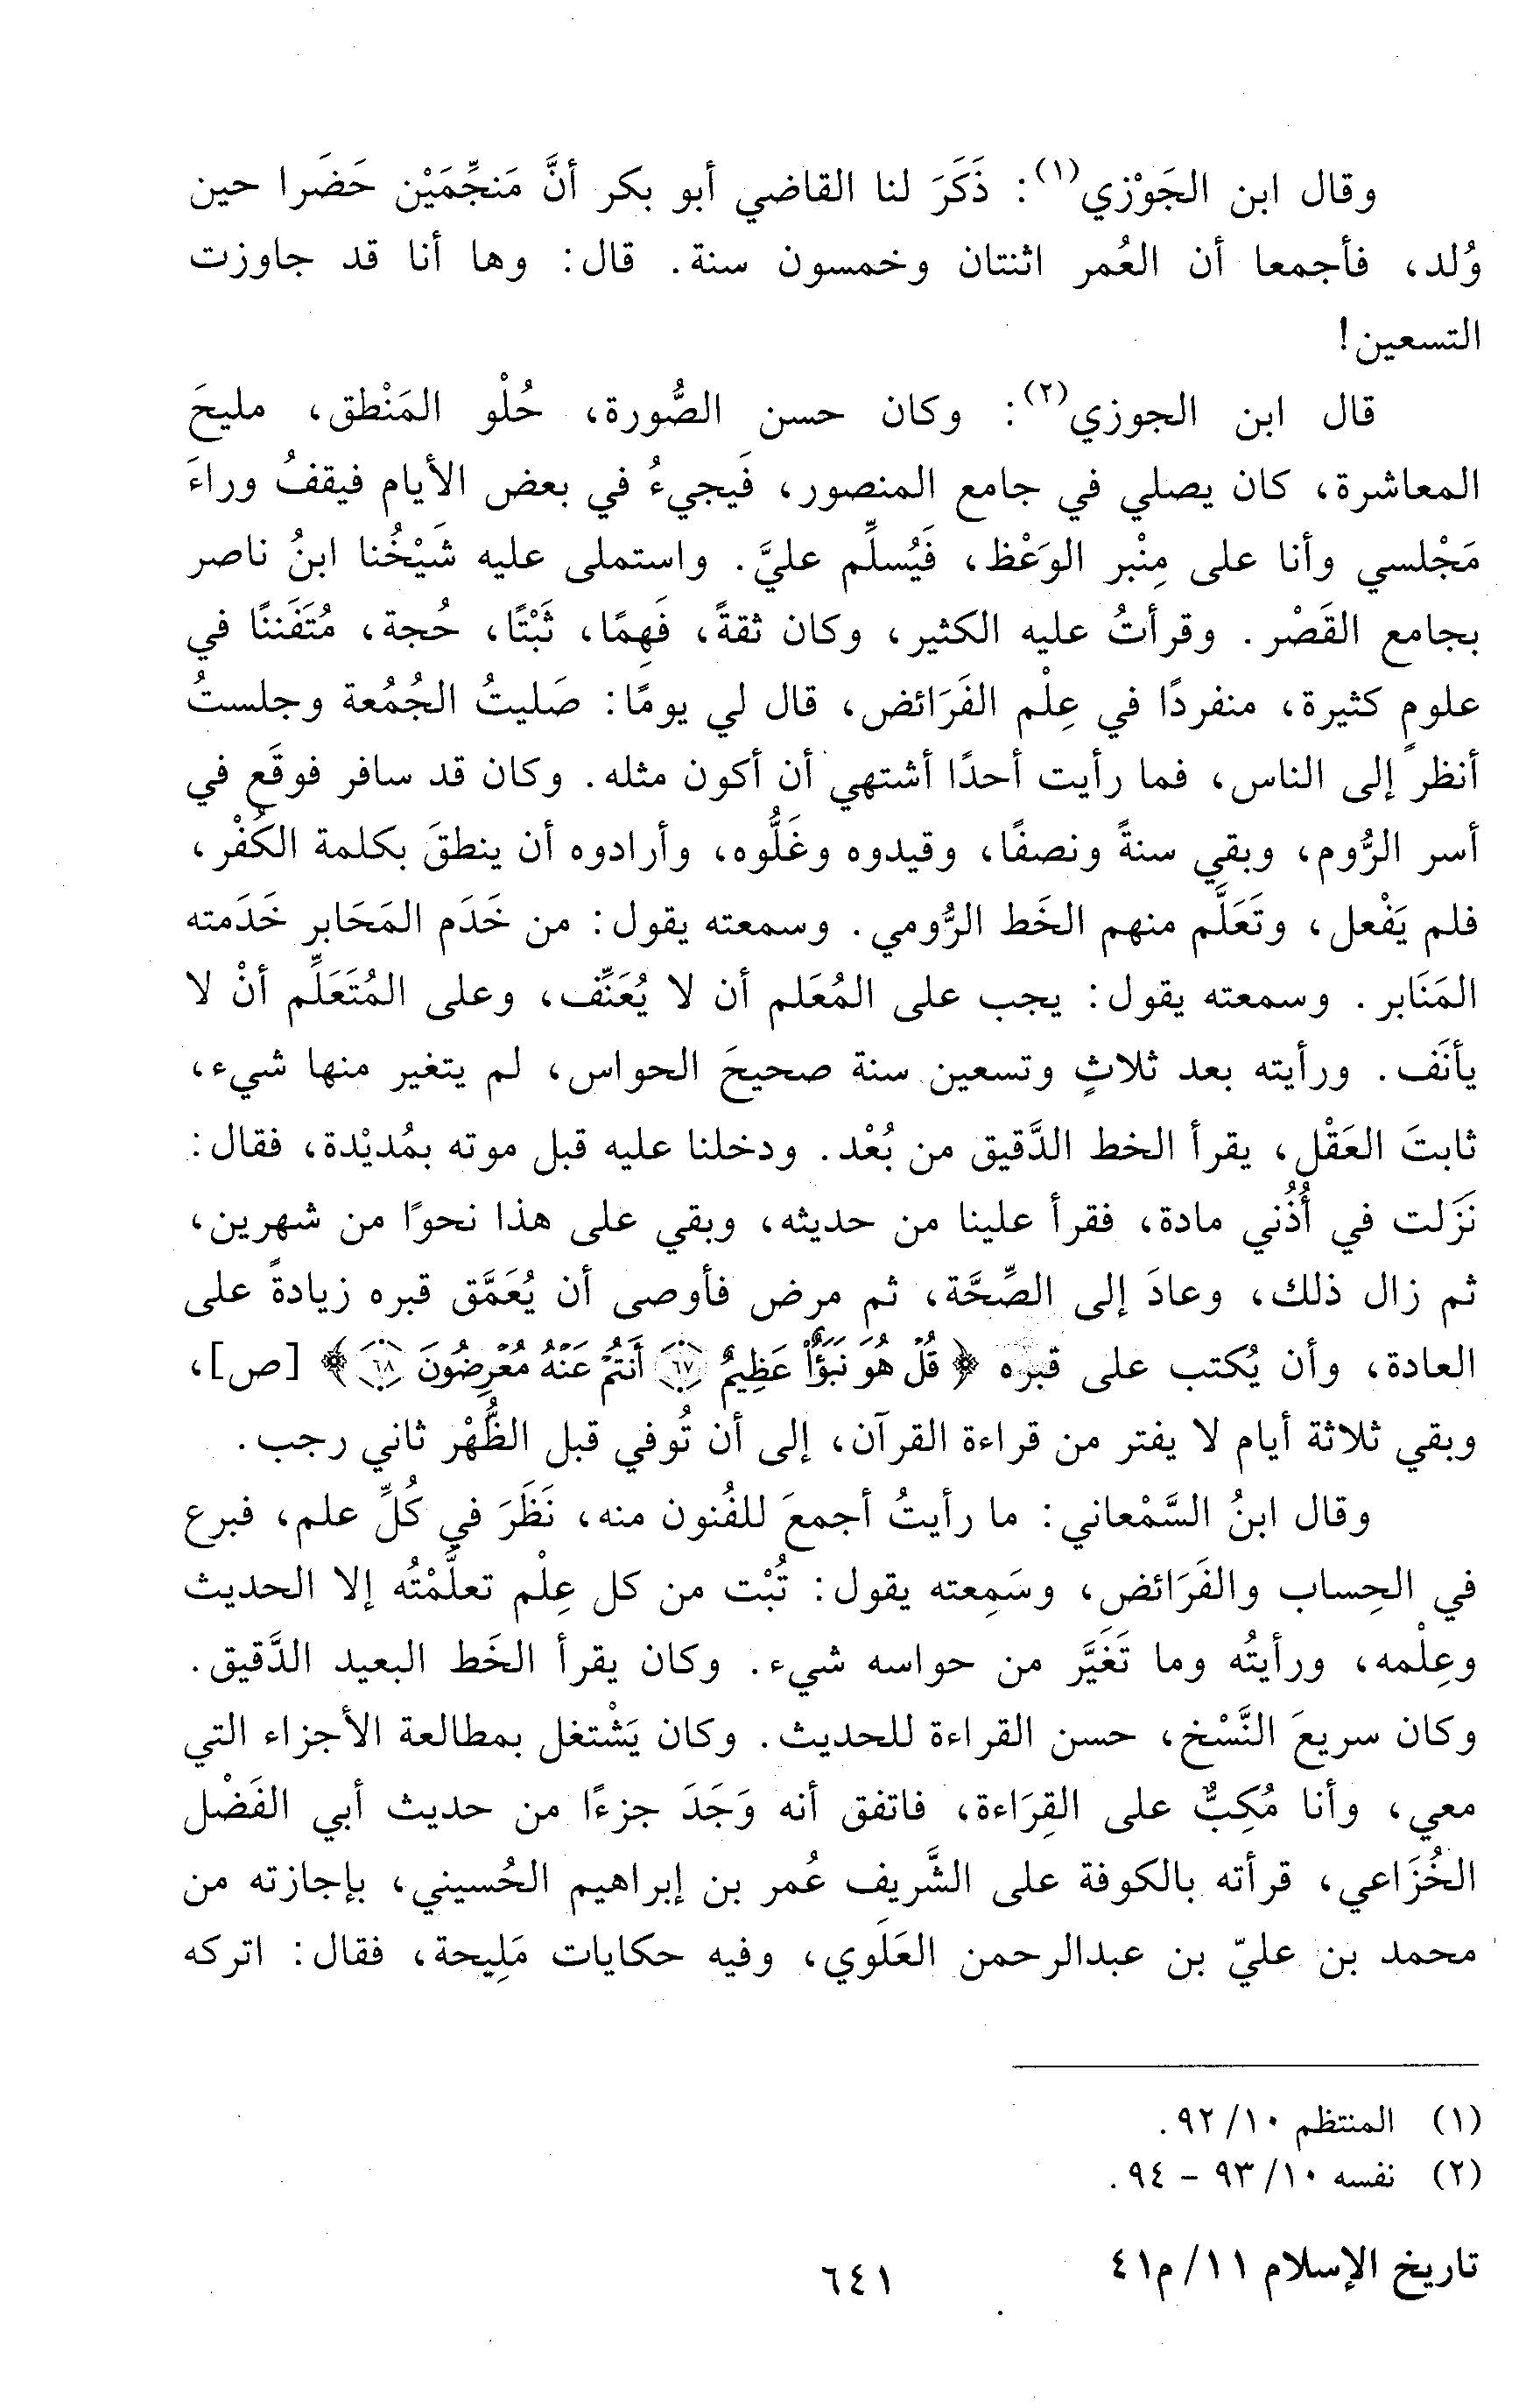 وقال ابن الجَوْزي(١): ذَكَرَ لنا القاضي أبو بكر أنَّ مَنجِّمَيْن حَضَرا حين
وُلد، فأجمعا أن العُمر اثنتان وخمسون سنة. قال: وها أنا قد جاوزت
التسعين!
قال ابن الجوزي(٢): وكان حسن الصُّورة، حُلْو المَنْطق، مليحَ
المعاشرة، كان يصلي في جامع المنصور، فَيجيءُ في بعض الأيام فيقفُ وراءَ
مَجْلسي وأنا على مِنْبر الوَعْظ، فَيُسلِّم عليَّ. واستملى عليه شَيْخُنا ابنُ ناصر
بجامع القَصْر. وقرأتُ عليه الكثير، وكان ثقةً، فَهِمًا، ثَبْتًا، حُجة، مُتَفَننًا في
علومٍ كثيرة، منفردًا في عِلْم الفَرَائض، قال لي يومًا: صَليتُ الجُمُعة وجلستُ
أنظر إلى الناس، فما رأيت أحدًا أشتهي أن أكون مثله. وكان قد سافر فوقَع في
أسر الرُّوم، وبقي سنةً ونصفًا، وقيدوه وغَلُّوه، وأرادوه أن ينطقَ بكلمة الكُفْر،
فلم يَفْعل، وتَعَلَّم منهم الخَط الرُّومي. وسمعته يقول: من خَدَم المَحَابر خَدَمته
المَنَابر. وسمعته يقول: يجب على المُعَلم أن لا يُعَنِّف، وعلى المُتَعَلِّم أنْ لا
يأنَف. ورأيته بعد ثلاثٍ وتسعين سنة صحيحَ الحواس، لم يتغير منها شيء،
ثابتَ العَقْل، يقرأ الخط الدَّقيق من بُعْد. ودخلنا عليه قبل موته بمُديْدة، فقال:
نَزَلت في أُذُني مادة، فقرأ علينا من حديثه، وبقي على هذا نحوًا من شهرين،
ثم زال ذلك، وعادَ إلى الصِّحَّة، ثم مرض فأوصى أن يُعَمَّق قبره زيادةً على
العادة، وأن يُكتب على قبره ﴿قُلْ هُوَ نَبَؤٌا عَظِيمٌ ۝٦٧ أَنتُمْ عَنْهُ مُعْرِضُونَ ۝٦٨﴾ [ص]،
وبقي ثلاثة أيام لا يفتر من قراءة القرآن، إلى أن تُوفي قبل الظُّهْر ثاني رجب.
وقال ابنُ السَّمْعاني: ما رأيتُ أجمعَ للفُنون منه، نَظَرَ في كُلِّ علم، فبرع
في الحِساب والفَرَائض، وسَمِعته يقول: تُبْت من كل عِلْم تعلَّمْتُه إلا الحديث
وعِلْمه، ورأيتُه وما تَغَيَّر من حواسه شيء. وكان يقرأ الخَط البعيد الدَّقيق.
وكان سريعَ النَّسْخ، حسن القراءة للحديث. وكان يَشْتغل بمطالعة الأجزاء التي
معي، وأنا مُكِبٌّ على القِرَاءة، فاتفق أنه وَجَدَ جزءًا من حديث أبي الفَضْل
الخُزَاعي، قرأته بالكوفة على الشَّريف عُمر بن إبراهيم الحُسيني، بإجازته من
محمد بن عليّ بن عبدالرحمن العَلَوي، وفيه حكايات مَلِيحة، فقال: اتركه
(١) المنتظم ١٠/ ٩٢.
(٢) نفسه ١٠/ ٩٣ - ٩٤.
تاريخ الإسلام ١١/ م٤١
٦٤١